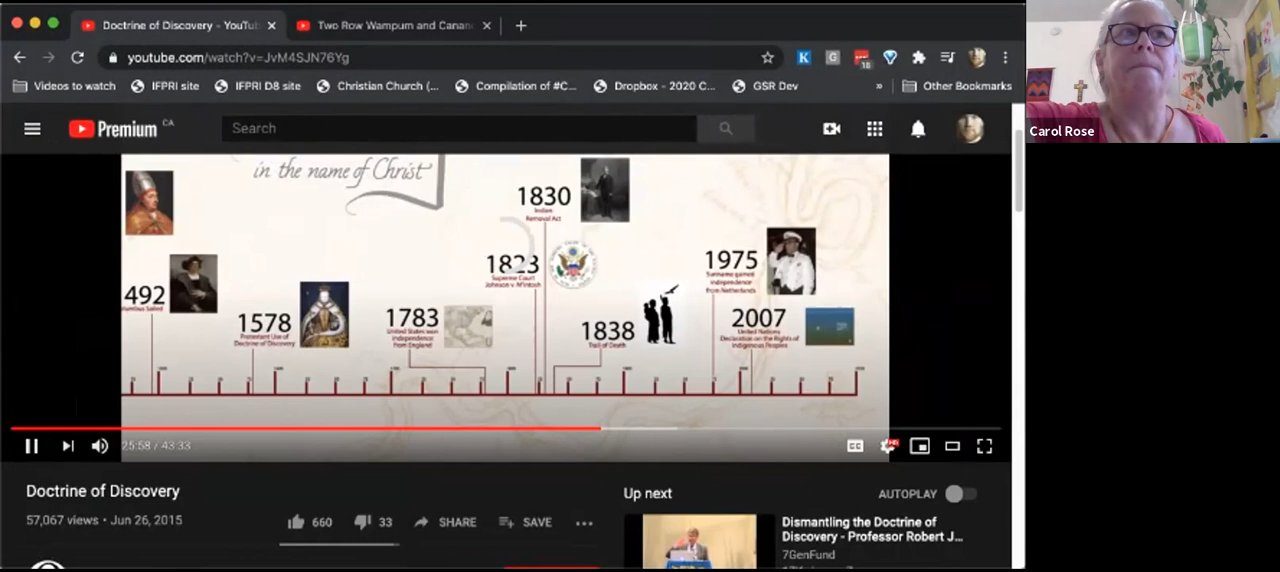 Doctrine of Discovery - YouTub
Two Row Wampum and Canan
youtube.com/watch?v=JvM4SJN76Yg
Videos to watch
IFPRI site
IFPRI D8 site
Christian Church (...
Compilation of #C...
Dropbox - 2020 C...
GSR Dev
»
Other Bookmarks
Premium CA
Search
in the name of Christ
1830
Indian
Removal Act
1823
Supreme Court
Johnson v. M'Intosh
1975
Suriname gained
independence
from Netherlands
492
1578
Protestant Use of
Doctrine of Discovery
1783
United States won
independence
from England
1838
Trail of Death
2007
United Nations
Declaration on the Rights of
Indigenous Peoples
25:58 / 43:33
CC
HD
Doctrine of Discovery
57,067 views • Jun 26, 2015
660
33
SHARE
SAVE
Up next
AUTOPLAY
Dismantling the Doctrine of
Discovery - Professor Robert J...
7GenFund
Carol Rose